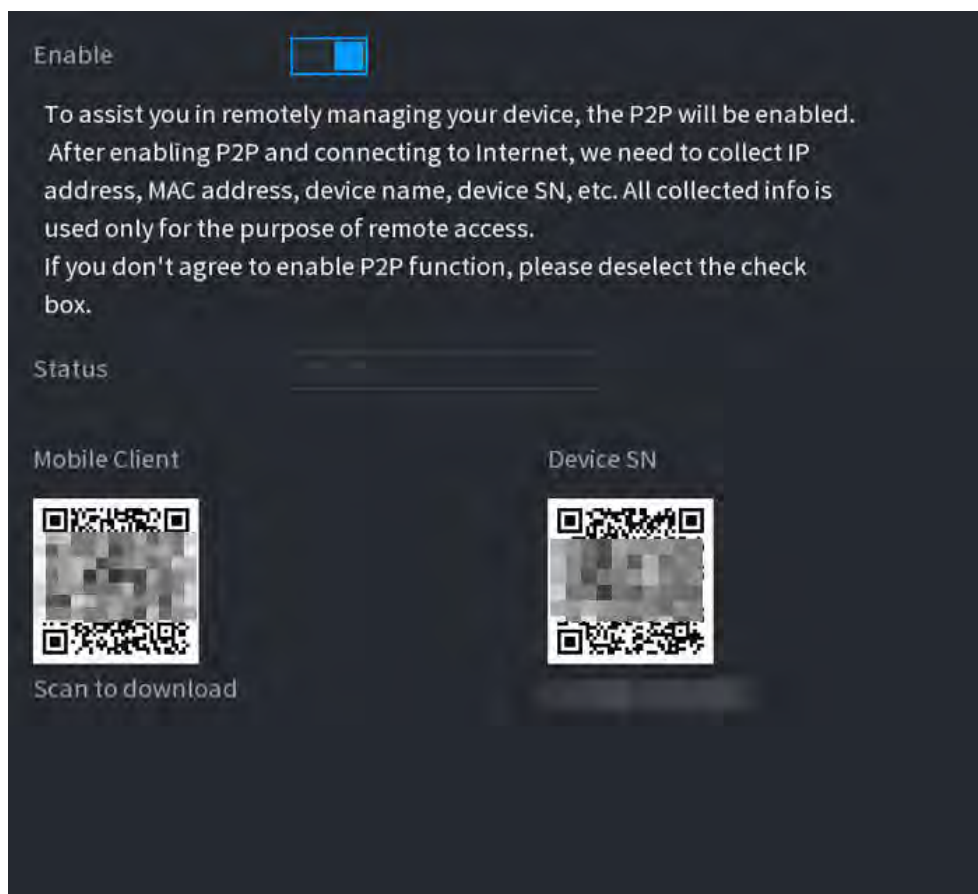 Enable
To assist you in remotely managing your device, the P2P will be enabled.
After enabling P2P and connecting to Internet, we need to collect IP
address, MAC address, device name, device SN, etc. All collected info is
used only for the purpose of remote access.
If you don't agree to enable P2P function, please deselect the check
box.
Status
Mobile Client
Device SN
Scan to download